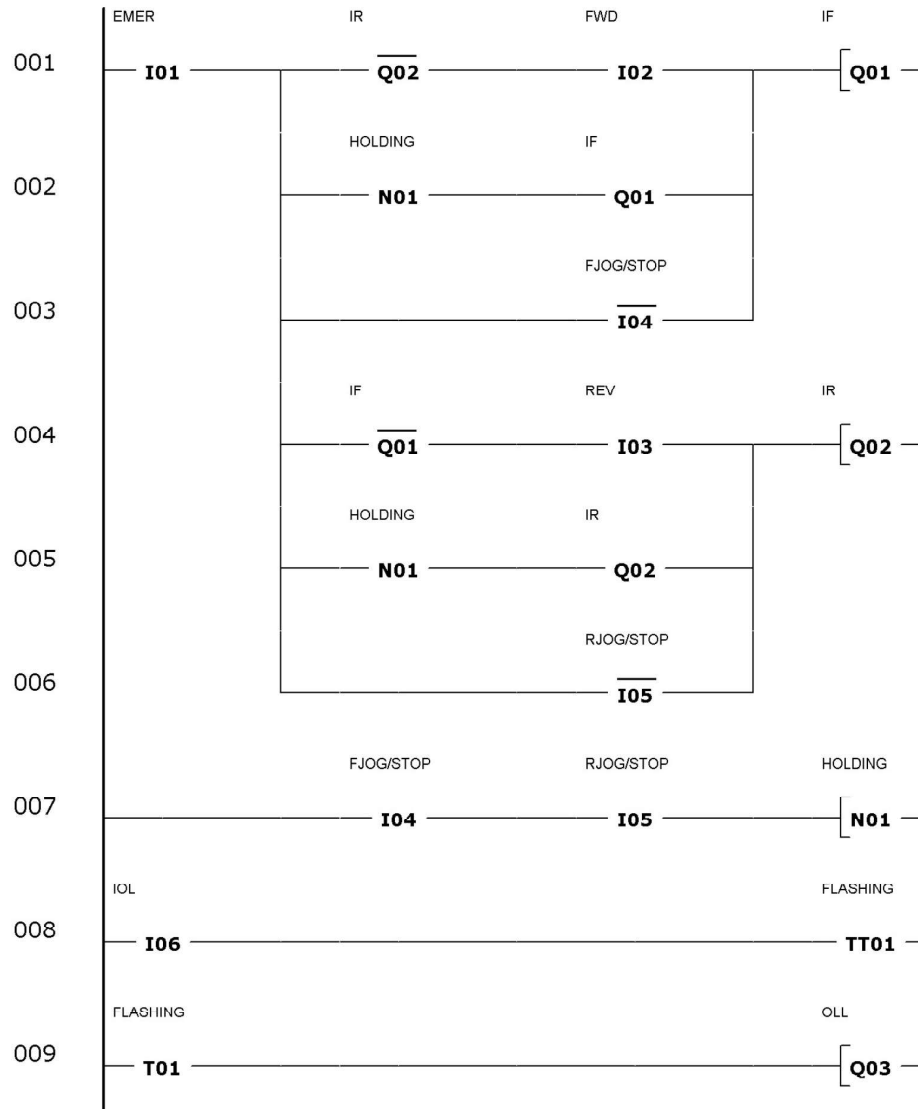 EMER IR FWD IF
001 I01 Q02 I02 Q01
HOLDING IF
002 N01 Q01
FJOG/STOP
003 I04
IF REV IR
004 Q01 I03 Q02
HOLDING IR
005 N01 Q02
RJOG/STOP
006 I05
FJOG/STOP RJOG/STOP HOLDING
007 I04 I05 N01
IOL FLASHING
008 I06 TT01
FLASHING OLL
009 T01 Q03